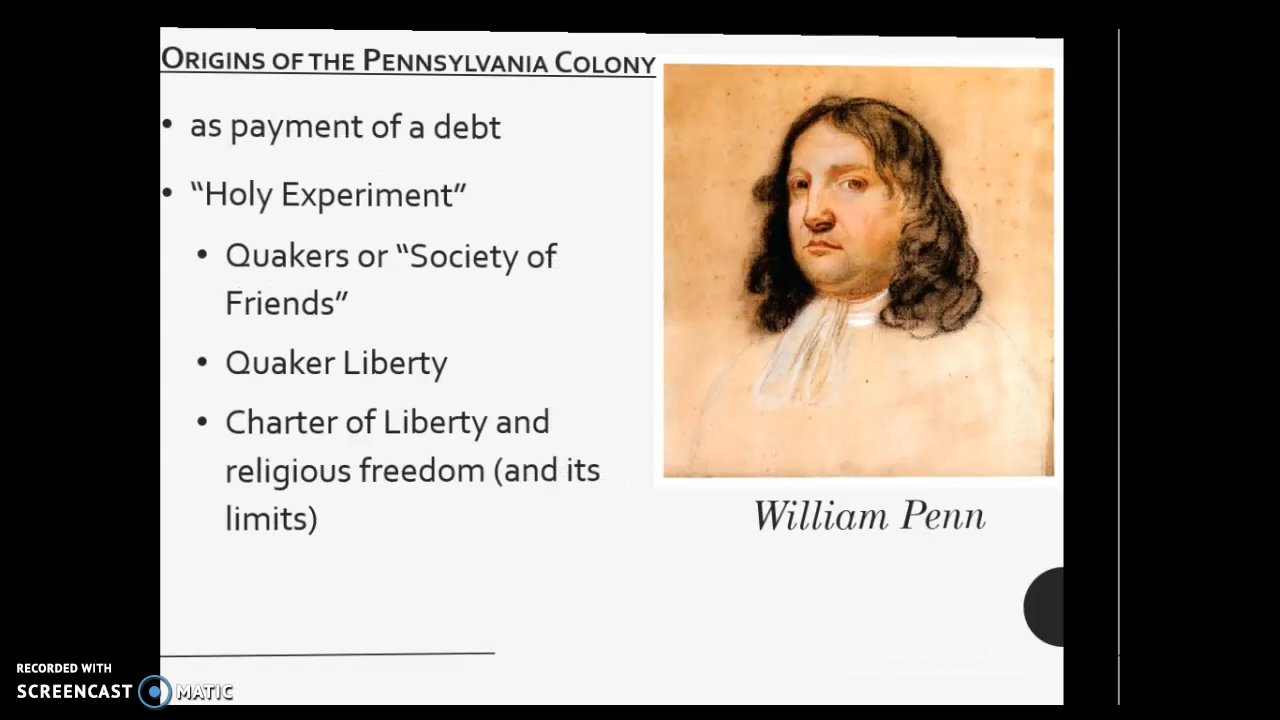 ORIGINS OF THE PENNSYLVANIA COLONY
• as payment of a debt
• “Holy Experiment”
• Quakers or “Society of
Friends”
• Quaker Liberty
• Charter of Liberty and
religious freedom (and its
limits)
William Penn
RECORDED WITH
SCREENCAST MATIC